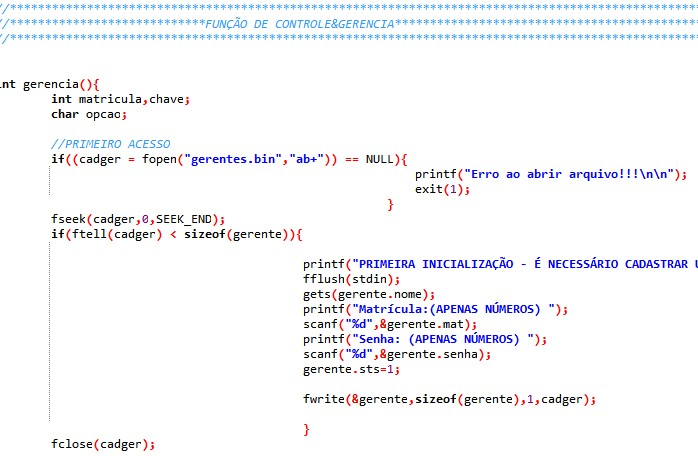 //****************************************************************************************************
//****************************FUNÇÃO DE CONTROLE&GERENCIA********************************************
//****************************************************************************************************
int gerencia(){
int matricula,chave;
char opcao;
//PRIMEIRO ACESSO
if((cadger = fopen("gerentes.bin","ab+")) == NULL){
printf("Erro ao abrir arquivo!!!\n\n");
exit(1);
}
fseek(cadger,0,SEEK_END);
if(ftell(cadger) < sizeof(gerente)){
printf("PRIMEIRA INICIALIZAÇÃO - É NECESSÁRIO CADASTRAR
fflush(stdin);
gets(gerente.nome);
printf("Matrícula:(APENAS NÚMEROS) ");
scanf("%d",&gerente.mat);
printf("Senha: (APENAS NÚMEROS) ");
scanf("%d",&gerente.senha);
gerente.sts=1;
fwrite(&gerente,sizeof(gerente),1,cadger);
}
fclose(cadger);